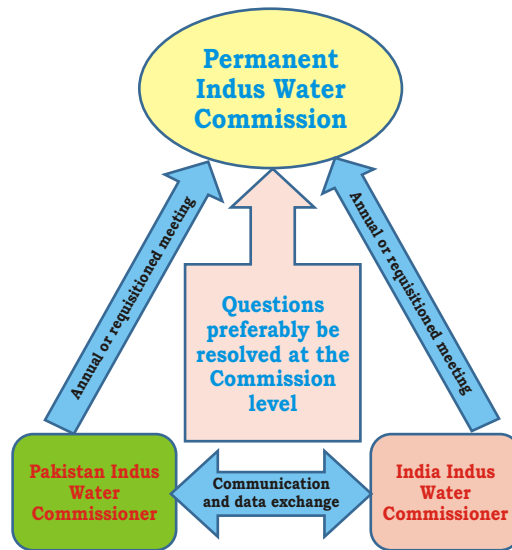 Permanent
Indus Water
Commission
Annual or requisitioned meeting
Annual or requisitioned meeting
Questions
preferably be
resolved at the
Commission
level
Pakistan Indus
Water
Commissioner
Communication
and data exchange
India Indus
Water
Commissioner